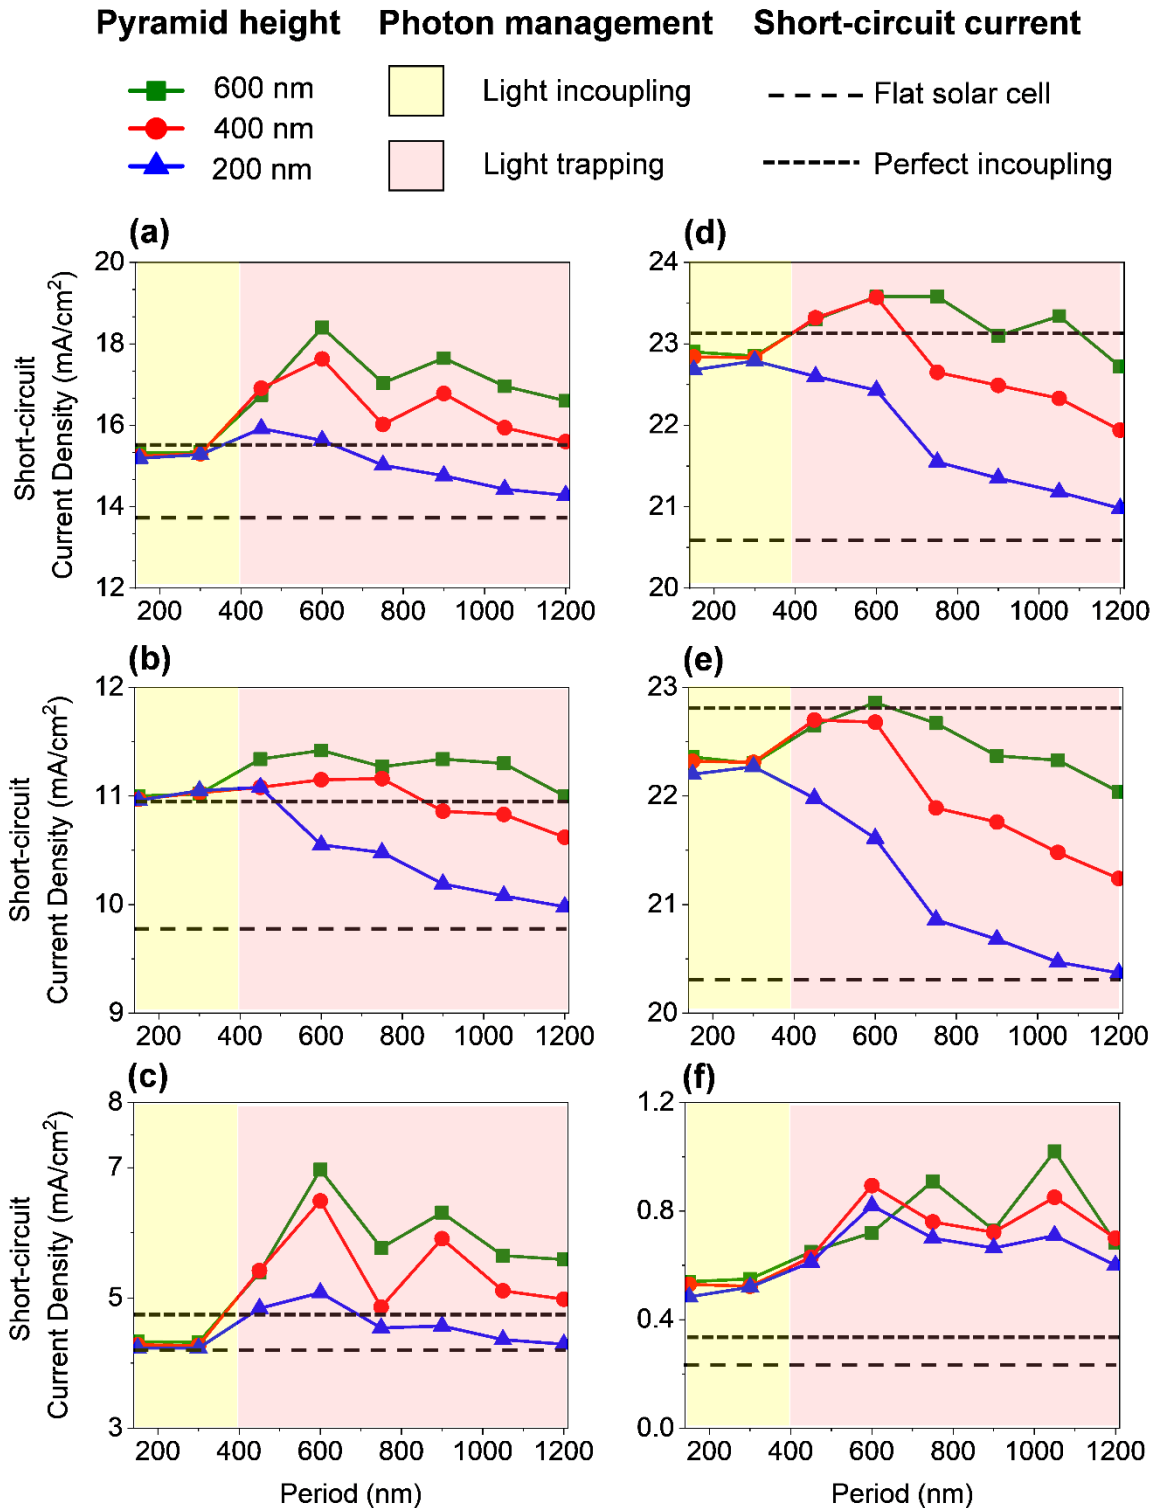 Pyramid height Photon management Short-circuit current
600 nm
400 nm
200 nm
Light incoupling
Light trapping
Flat solar cell
Perfect incoupling
(a)
Short-circuit
Current Density (mA/cm²)
20
18
16
14
12
200 400 600 800 1000 1200
(d)
24
23
22
21
20
200 400 600 800 1000 1200
(b)
Short-circuit
Current Density (mA/cm²)
12
11
10
9
200 400 600 800 1000 1200
(e)
23
22
21
20
200 400 600 800 1000 1200
(c)
Short-circuit
Current Density (mA/cm²)
8
7
5
3
200 400 600 800 1000 1200
Period (nm)
(f)
1.2
0.8
0.4
0.0
200 400 600 800 1000 1200
Period (nm)